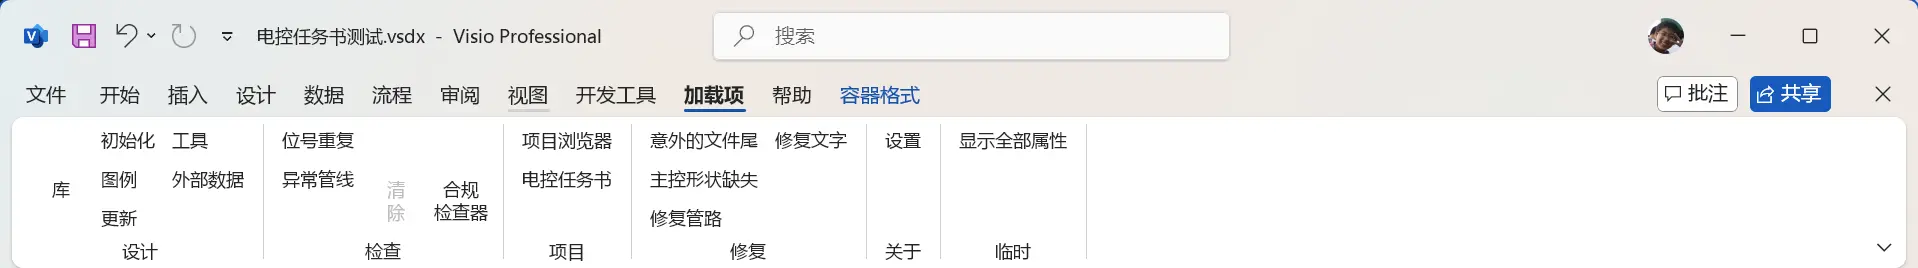 电控任务书测试.vsdx - Visio Professional
搜索
文件 开始 插入 设计 数据 流程 审阅 视图 开发工具 加载项 帮助 容器格式 批注 共享
初始化 工具 位号重复 项目浏览器 意外的文件尾 修复文字 设置 显示全部属性
库 图例 外部数据 异常管线 清除 合规检查器 电控任务书 主控形状缺失
更新 修复管路
设计 检查 项目 修复 关于 临时